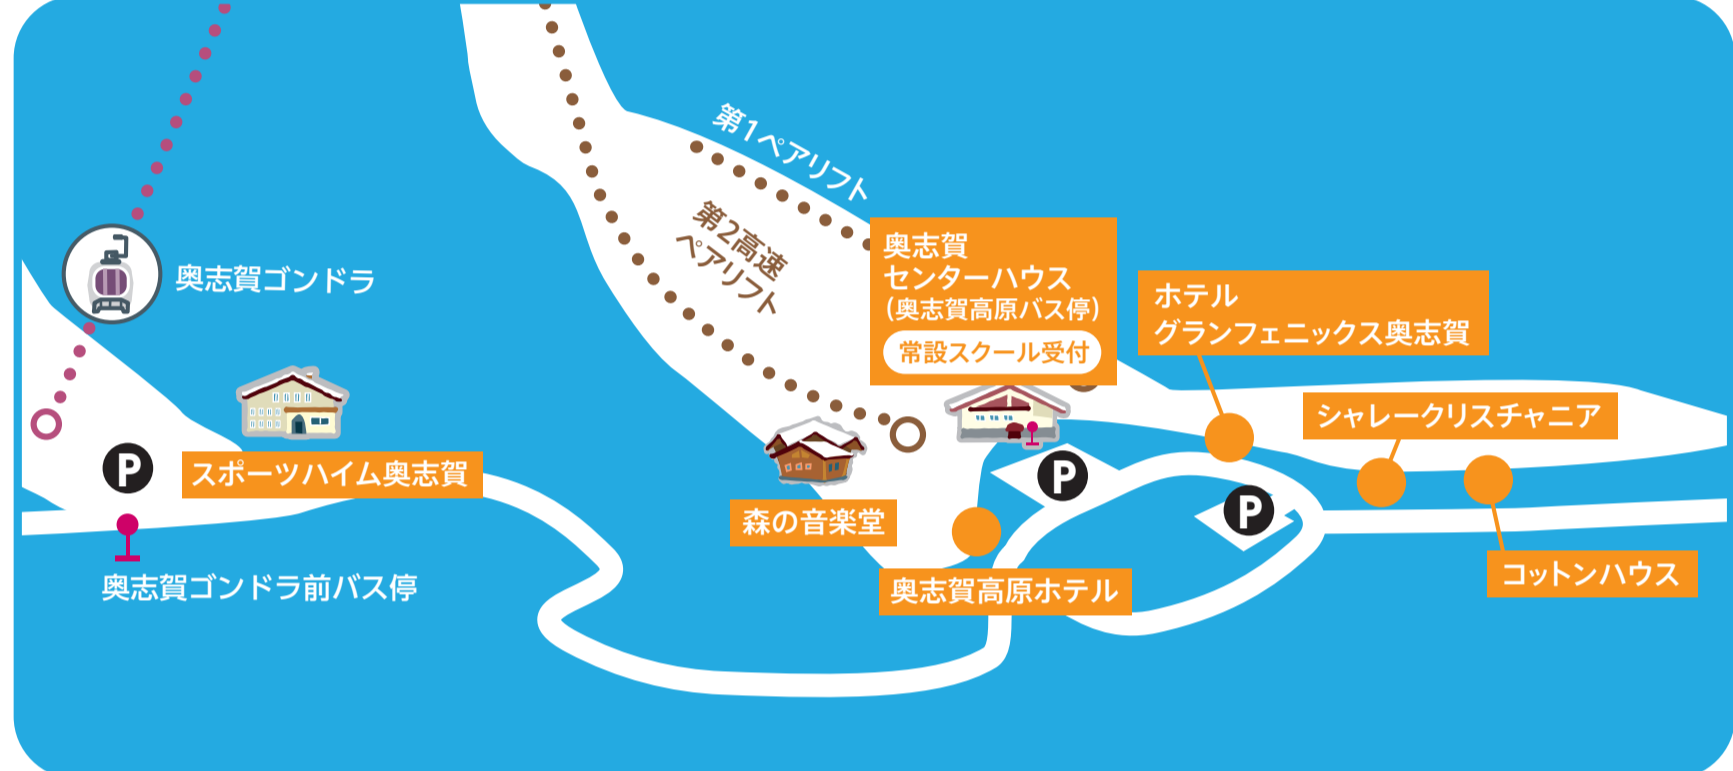 第1ペアリフト
第2高速
ペアリフト
奥志賀
センターハウス
(奥志賀高原バス停)
常設スクール受付
奥志賀ゴンドラ
ホテル
グランフェニックス奥志賀
シャレークリスチャニア
P
スポーツハイム奥志賀
P
P
森の音楽堂
奥志賀ゴンドラ前バス停
奥志賀高原ホテル
コットンハウス